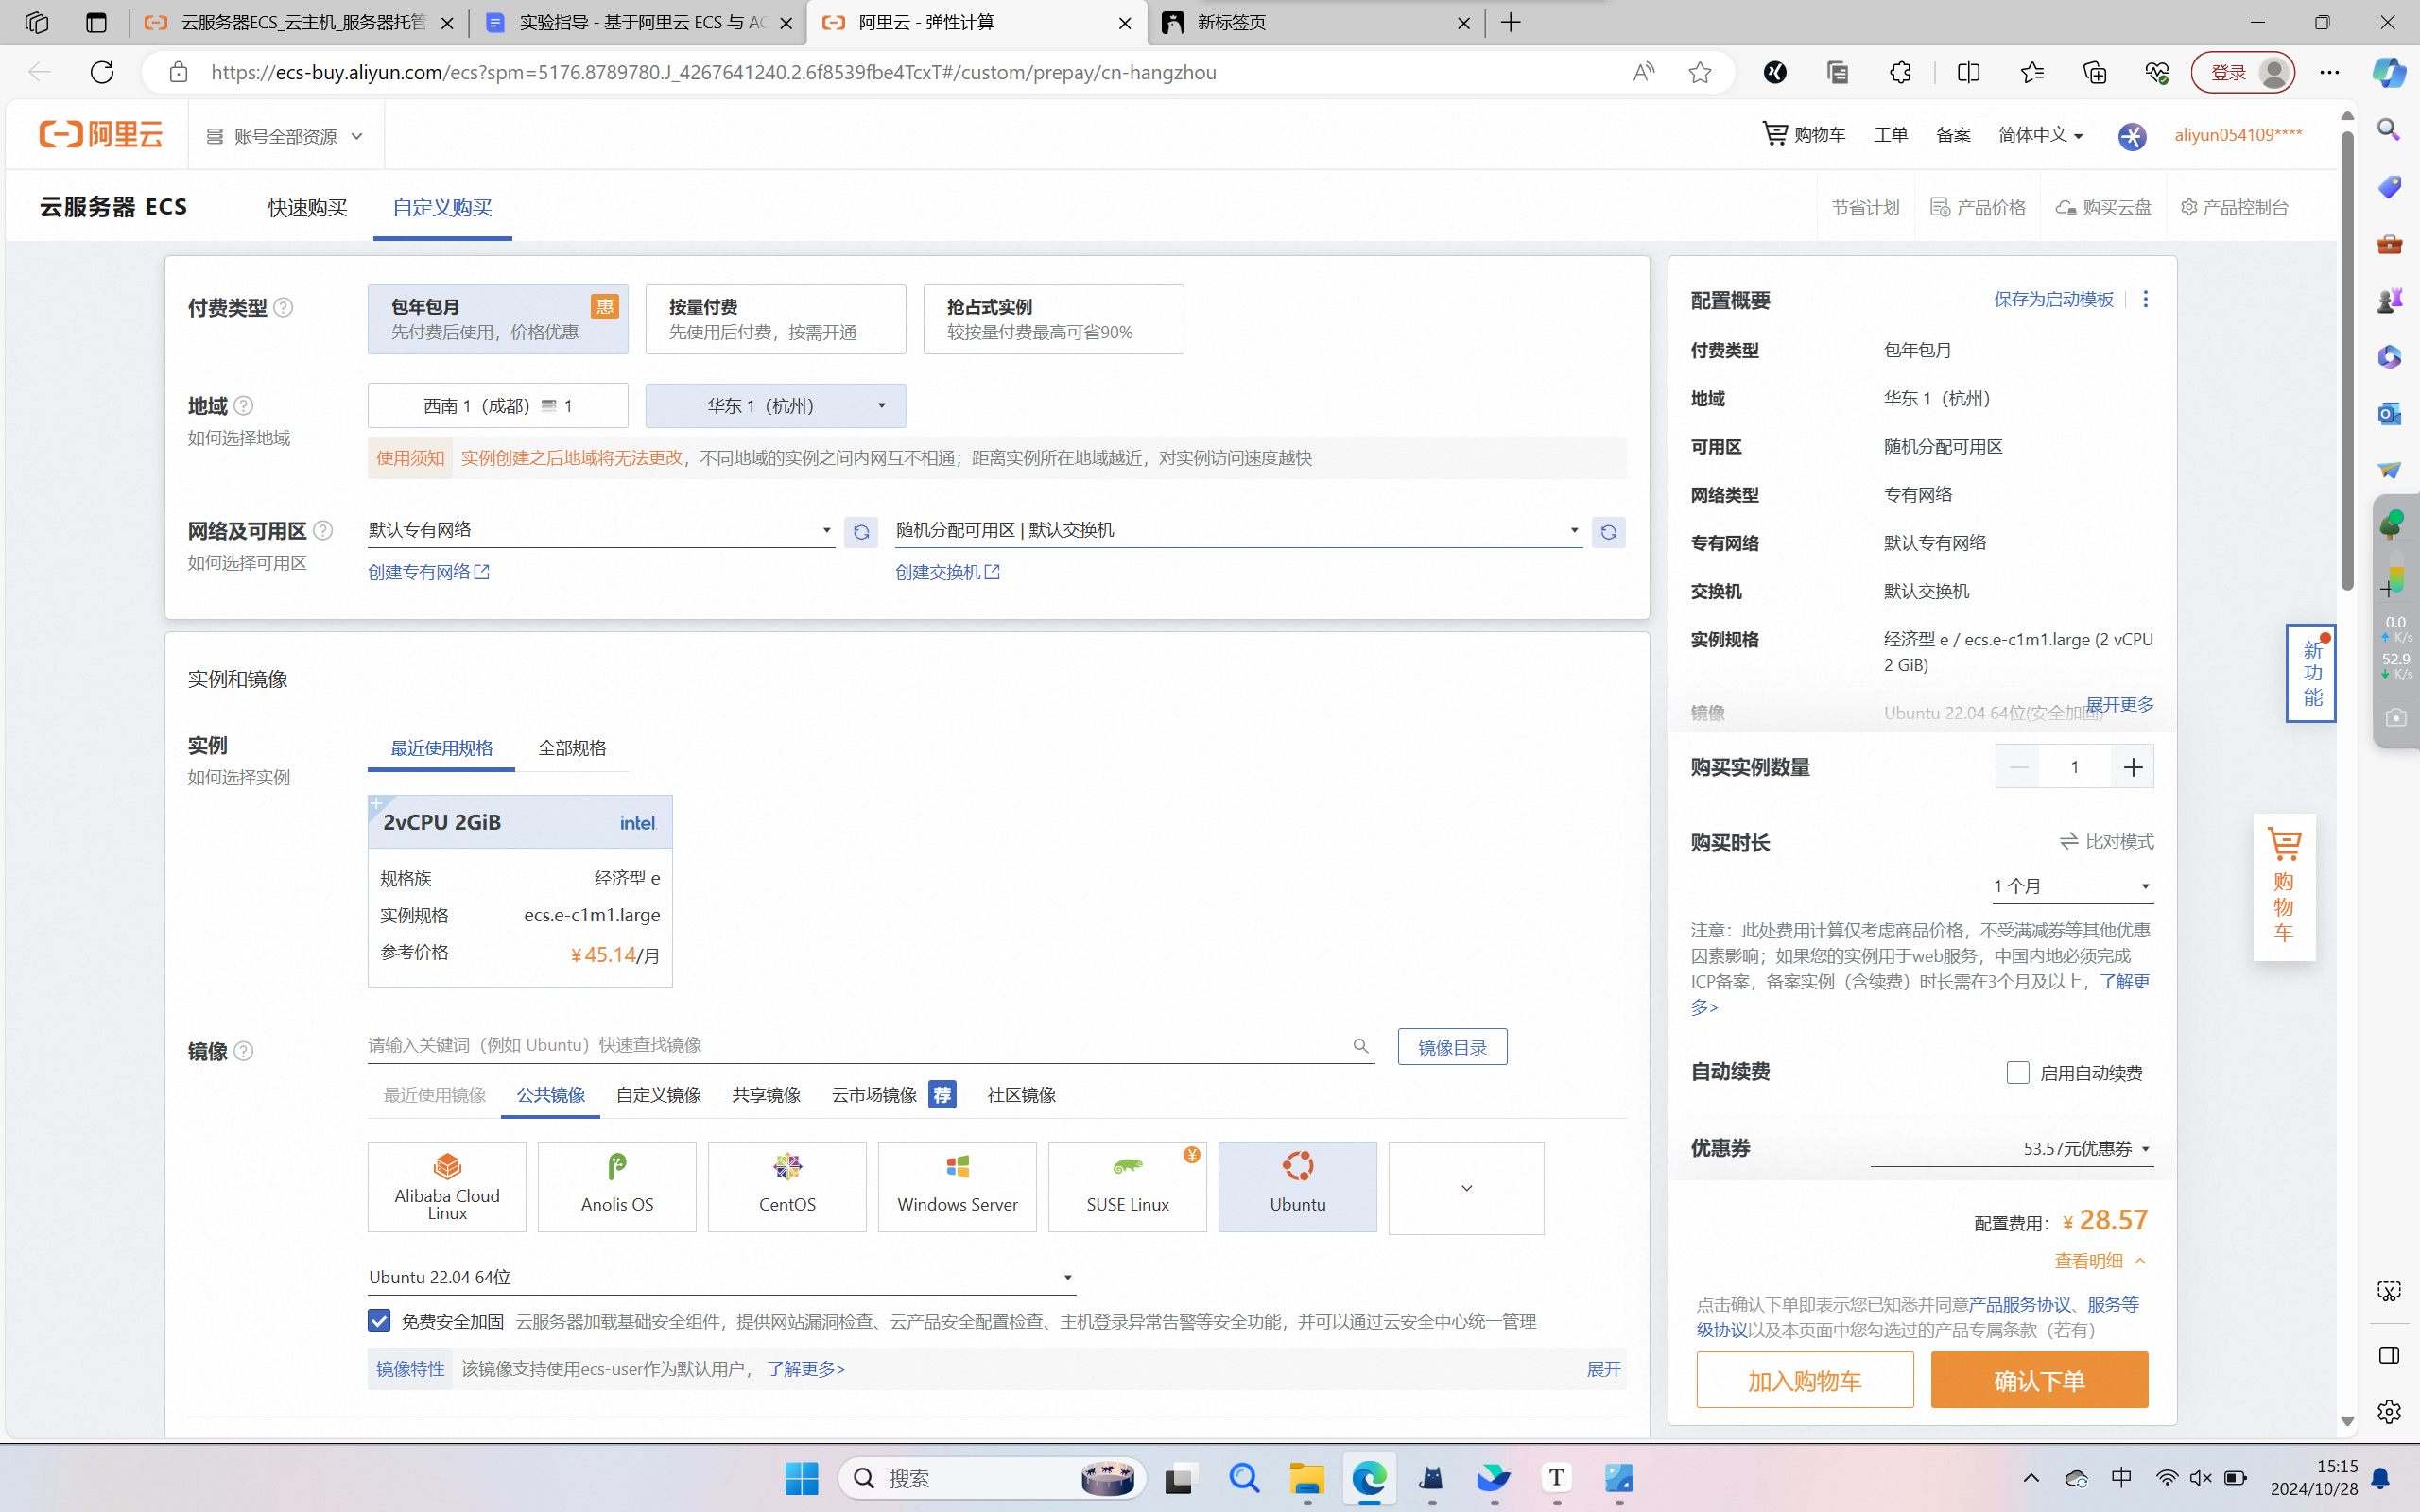 云服务器ECS_云主机_服务器托管
实验指导 - 基于阿里云 ECS 与 AC
阿里云 - 弹性计算
新标签页
https://ecs-buy.aliyun.com/ecs?spm=5176.8789780.J_4267641240.2.6f8539fbe4TcxT#/custom/prepay/cn-hangzhou
登录
阿里云
账号全部资源
购物车
工单
备案
简体中文
aliyun054109****
云服务器 ECS
快速购买
自定义购买
节省计划
产品价格
购买云盘
产品控制台
付费类型
包年包月
惠
先付费后使用，价格优惠
按量付费
先使用后付费，按需开通
抢占式实例
较按量付费最高可省90%
地域
如何选择地域
西南 1（成都） 1
华东 1（杭州）
使用须知
实例创建之后地域将无法更改，不同地域的实例之间内网互不相通；距离实例所在地域越近，对实例访问速度越快
网络及可用区
如何选择可用区
默认专有网络
随机分配可用区 | 默认交换机
创建专有网络
创建交换机
实例和镜像
实例
如何选择实例
最近使用规格
全部规格
2vCPU 2GiB
intel.
规格族
经济型 e
实例规格
ecs.e-c1m1.large
参考价格
¥45.14/月
镜像
请输入关键词（例如 Ubuntu）快速查找镜像
镜像目录
最近使用镜像
公共镜像
自定义镜像
共享镜像
云市场镜像
荐
社区镜像
Alibaba Cloud
Linux
Anolis OS
CentOS
Windows Server
¥
SUSE Linux
Ubuntu
Ubuntu 22.04 64位
免费安全加固
云服务器加载基础安全组件，提供网站漏洞检查、云产品安全配置检查、主机登录异常告警等安全功能，并可以通过云安全中心统一管理
镜像特性
该镜像支持使用ecs-user作为默认用户， 了解更多>
展开
配置概要
保存为启动模板
付费类型
包年包月
地域
华东 1（杭州）
可用区
随机分配可用区
网络类型
专有网络
专有网络
默认专有网络
交换机
默认交换机
实例规格
经济型 e / ecs.e-c1m1.large (2 vCPU
2 GiB)
镜像
Ubuntu 22.04 64位(安全加固)
展开更多
购买实例数量
1
购买时长
比对模式
1 个月
注意：此处费用计算仅考虑商品价格，不受满减券等其他优惠
因素影响；如果您的实例用于web服务，中国内地必须完成
ICP备案，备案实例（含续费）时长需在3个月及以上，了解更
多>
自动续费
启用自动续费
优惠券
53.57元优惠券
配置费用：¥ 28.57
查看明细
点击确认下单即表示您已知悉并同意产品服务协议、服务等
级协议以及本页面中您勾选过的产品专属条款（若有）
加入购物车
确认下单
新
功
能
购
物
车
0.0
K/s
52.9
K/s
搜索
T
中
15:15
2024/10/28